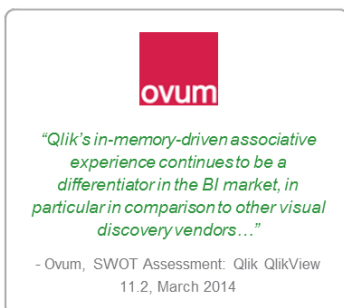 ovum
“Qlik’s in-memory-driven associative
experience continues to be a
differentiator in the BI market, in
particular in comparison to other visual
discovery vendors…”
- Ovum, SWOT Assessment: Qlik QlikView
11.2, March 2014